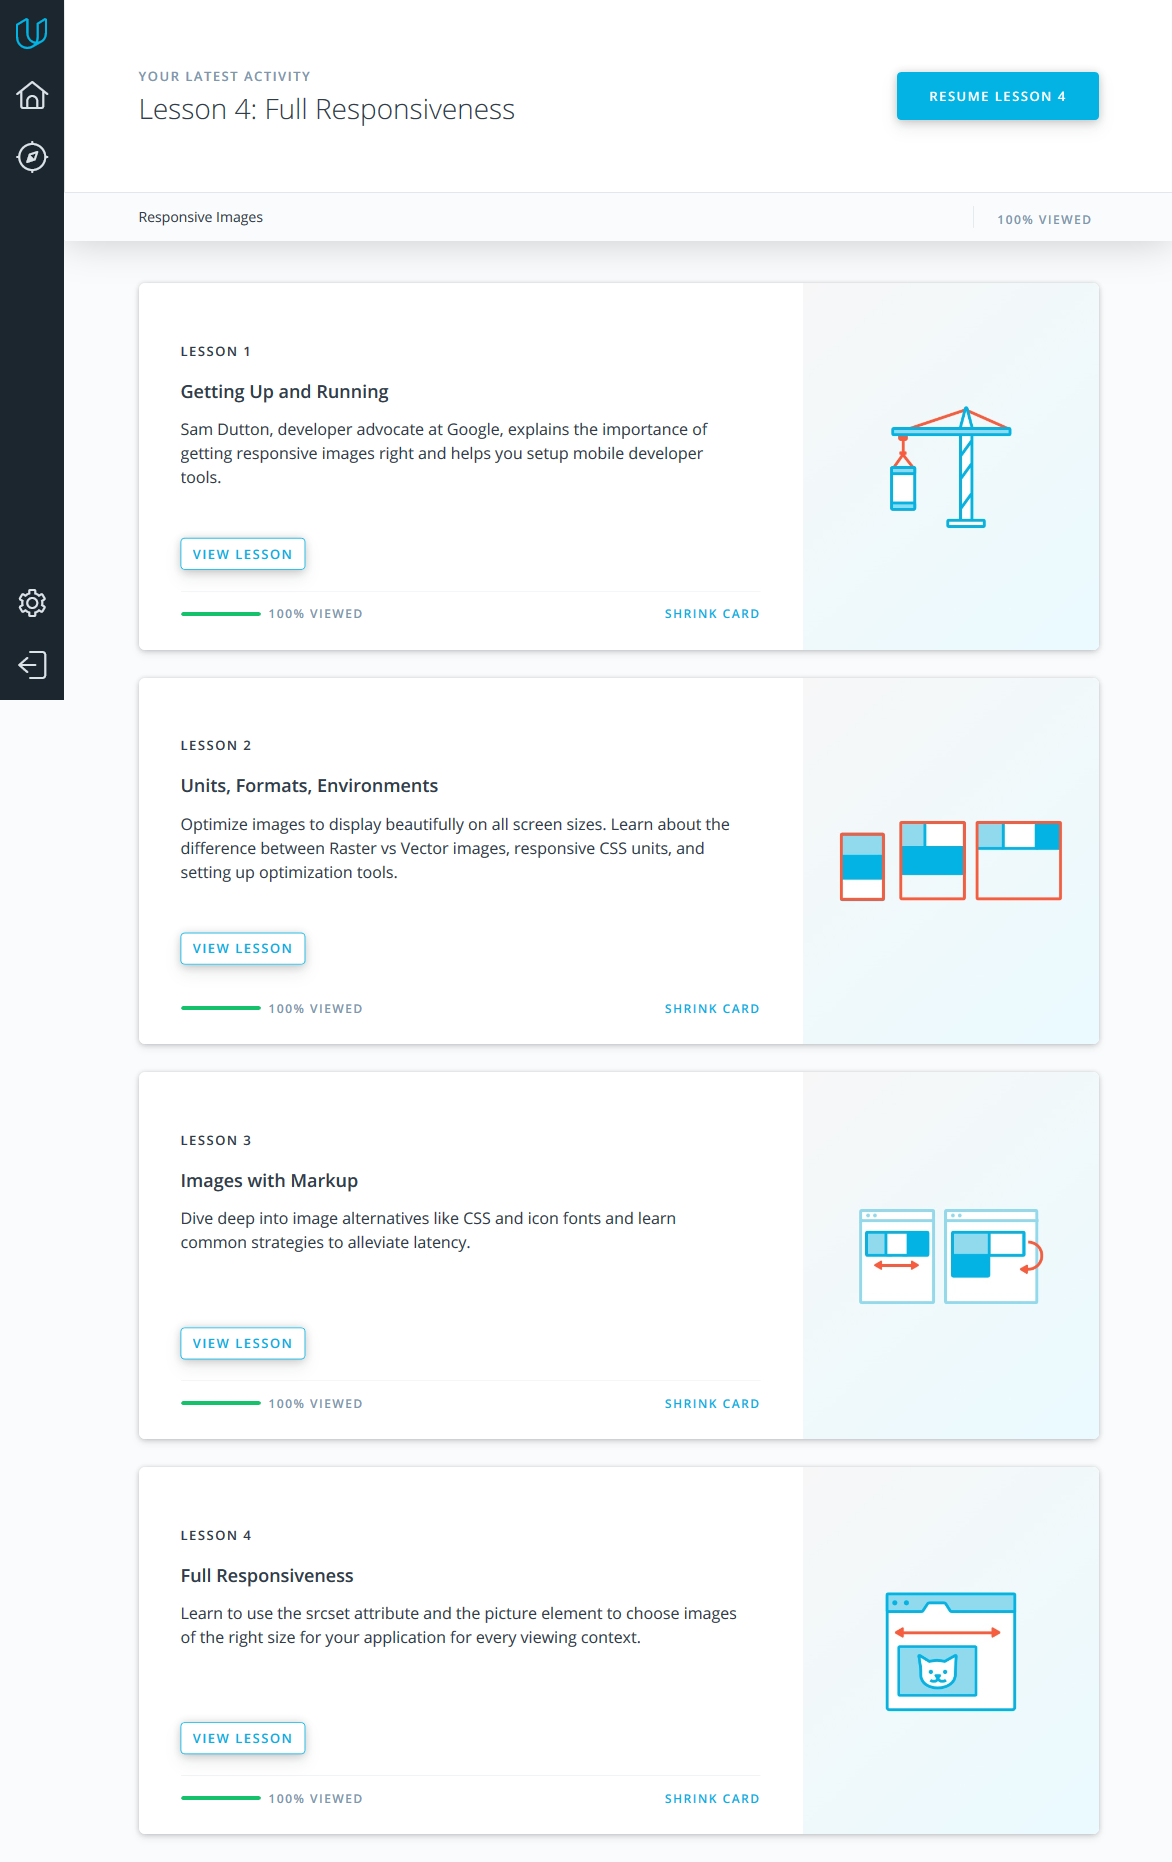 YOUR LATEST ACTIVITY
Lesson 4: Full Responsiveness
RESUME LESSON 4
Responsive Images
100% VIEWED
LESSON 1
Getting Up and Running
Sam Dutton, developer advocate at Google, explains the importance of
getting responsive images right and helps you setup mobile developer
tools.
VIEW LESSON
100% VIEWED
SHRINK CARD
LESSON 2
Units, Formats, Environments
Optimize images to display beautifully on all screen sizes. Learn about the
difference between Raster vs Vector images, responsive CSS units, and
setting up optimization tools.
VIEW LESSON
100% VIEWED
SHRINK CARD
LESSON 3
Images with Markup
Dive deep into image alternatives like CSS and icon fonts and learn
common strategies to alleviate latency.
VIEW LESSON
100% VIEWED
SHRINK CARD
LESSON 4
Full Responsiveness
Learn to use the srcset attribute and the picture element to choose images
of the right size for your application for every viewing context.
VIEW LESSON
100% VIEWED
SHRINK CARD